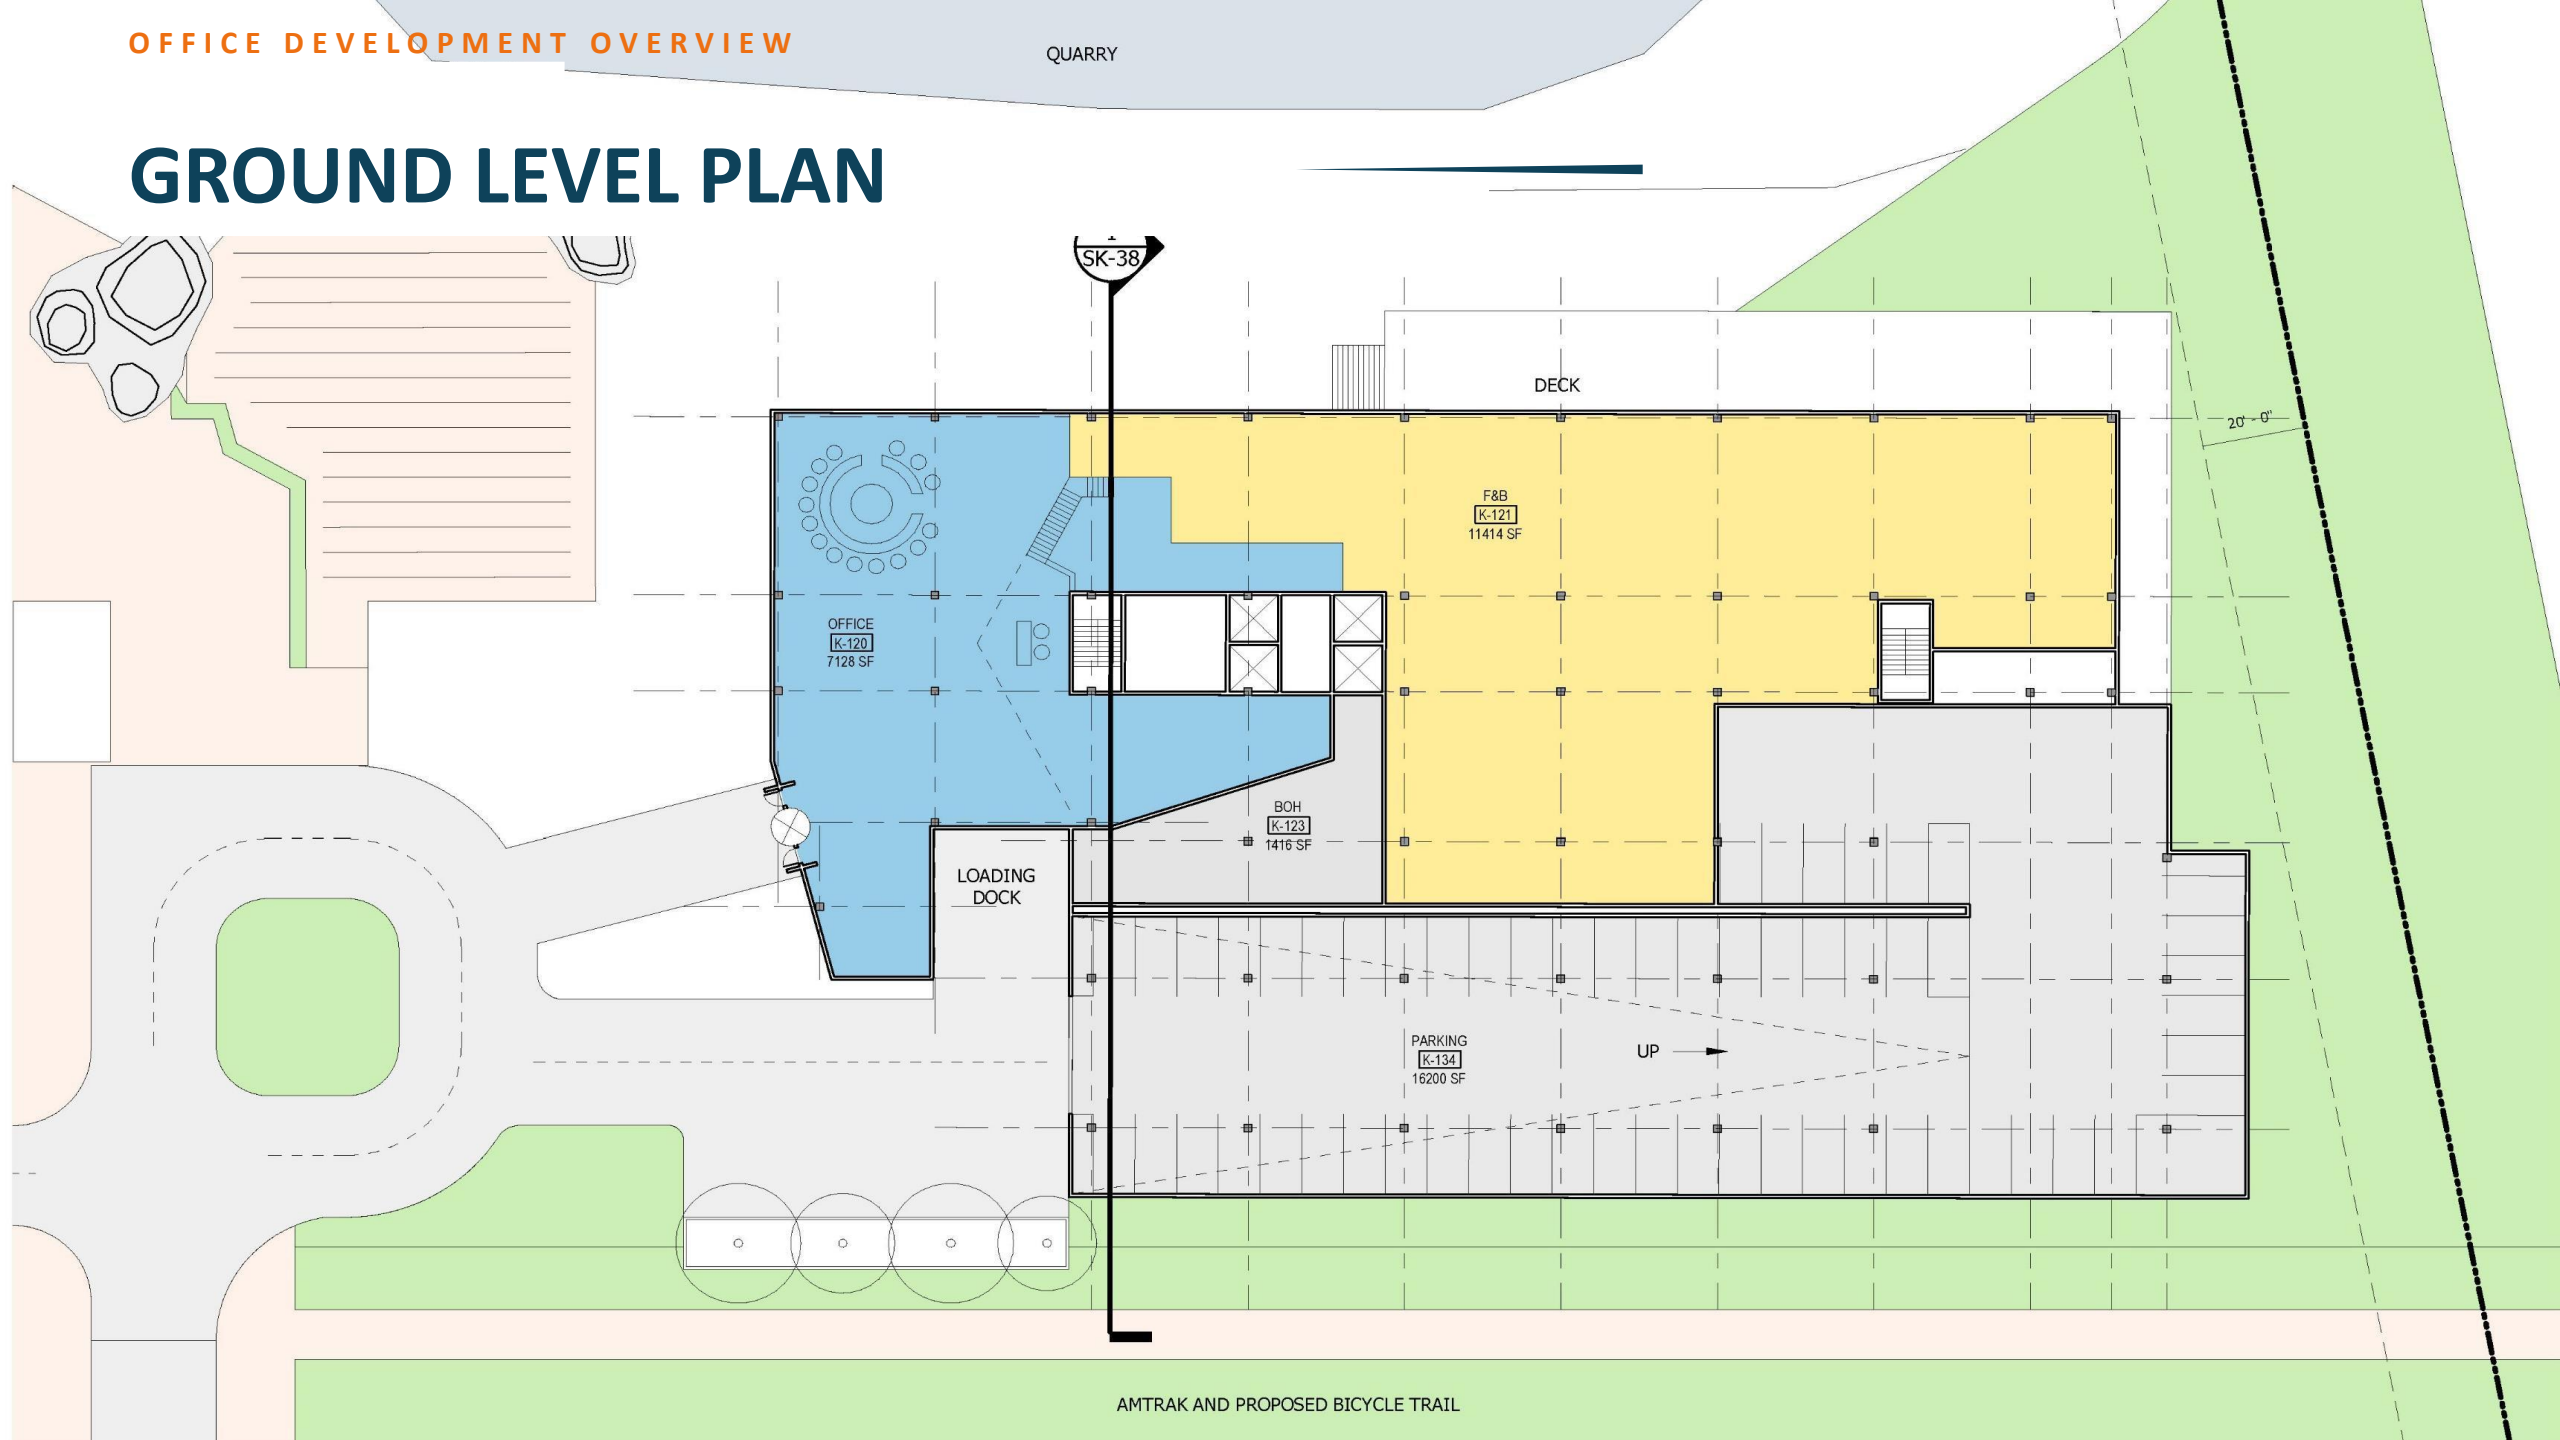 OFFICE DEVELOPMENT OVERVIEW
QUARRY
GROUND LEVEL PLAN
SK-38
DECK
20' - 0"
F&B
K-121
11414 SF
OFFICE
K-120
7128 SF
BOH
K-123
1416 SF
LOADING
DOCK
PARKING
K-134
16200 SF
UP
AMTRAK AND PROPOSED BICYCLE TRAIL